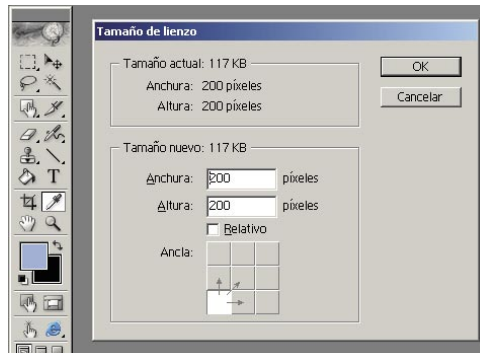 Tamaño de lienzo
Tamaño actual: 117 KB
OK
Anchura: 200 píxeles
Cancelar
Altura: 200 píxeles
Tamaño nuevo: 117 KB
Anchura: 200 píxeles
Altura: 200 píxeles
Relativo
Ancla:
T